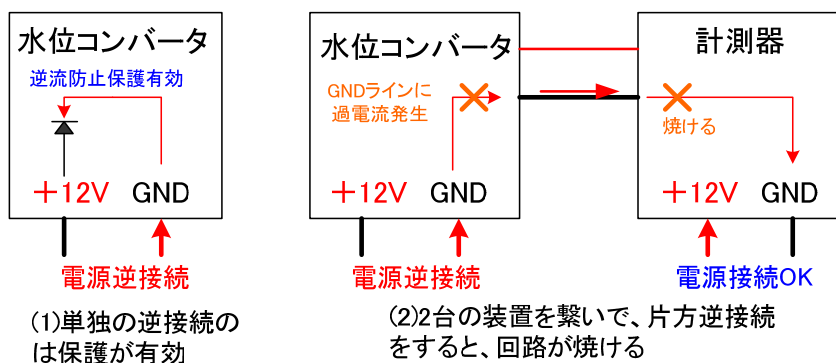 水位コンバータ
逆流防止保護有効
+12V GND
電源逆接続
(1)単独の逆接続の
は保護が有効
水位コンバータ
GNDラインに
過電流発生
+12V GND
電源逆接続
計測器
焼ける
+12V GND
電源接続OK
(2)2台の装置を繋いで、片方逆接続
をすると、回路が焼ける